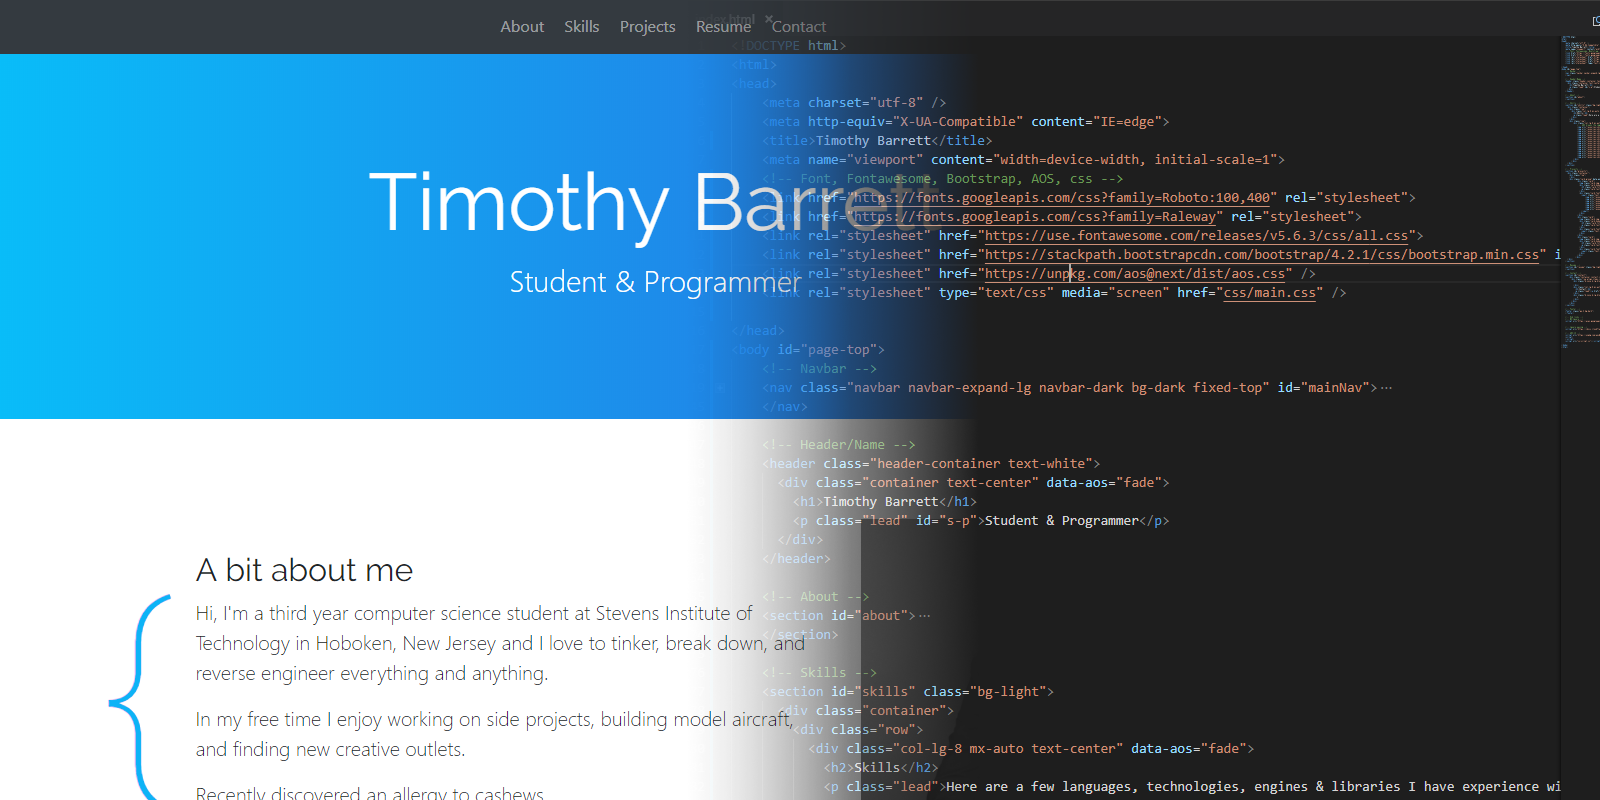 About Skills Projects Resume Contact
Timothy Barrett
Student & Programmer
A bit about me
Hi, I'm a third year computer science student at Stevens Institute of
Technology in Hoboken, New Jersey and I love to tinker, break down, and
reverse engineer everything and anything.
In my free time I enjoy working on side projects, building model aircraft,
and finding new creative outlets.
Recently discovered an allergy to cashews
<!DOCTYPE html>
<html>
<head>
<meta charset="utf-8" />
<meta http-equiv="X-UA-Compatible" content="IE=edge">
<title>Timothy Barrett</title>
<meta name="viewport" content="width=device-width, initial-scale=1">
<!-- Font, Fontawesome, Bootstrap, AOS, css -->
<link href="https://fonts.googleapis.com/css?family=Roboto:100,400" rel="stylesheet">
<link href="https://fonts.googleapis.com/css?family=Raleway" rel="stylesheet">
<link rel="stylesheet" href="https://use.fontawesome.com/releases/v5.6.3/css/all.css">
<link rel="stylesheet" href="https://stackpath.bootstrapcdn.com/bootstrap/4.2.1/css/bootstrap.min.css" i
<link rel="stylesheet" href="https://unpkg.com/aos@next/dist/aos.css" />
<link rel="stylesheet" type="text/css" media="screen" href="css/main.css" />
</head>
<body id="page-top">
<!-- Navbar -->
<nav class="navbar navbar-expand-lg navbar-dark bg-dark fixed-top" id="mainNav">…
</nav>
<!-- Header/Name -->
<header class="header-container text-white">
<div class="container text-center" data-aos="fade">
<h1>Timothy Barrett</h1>
<p class="lead" id="s-p">Student & Programmer</p>
</div>
</header>
<!-- About -->
<section id="about">…
</section>
<!-- Skills -->
<section id="skills" class="bg-light">
<div class="container">
<div class="row">
<div class="col-lg-8 mx-auto text-center" data-aos="fade">
<h2>Skills</h2>
<p class="lead">Here are a few languages, technologies, engines & libraries I have experience wi